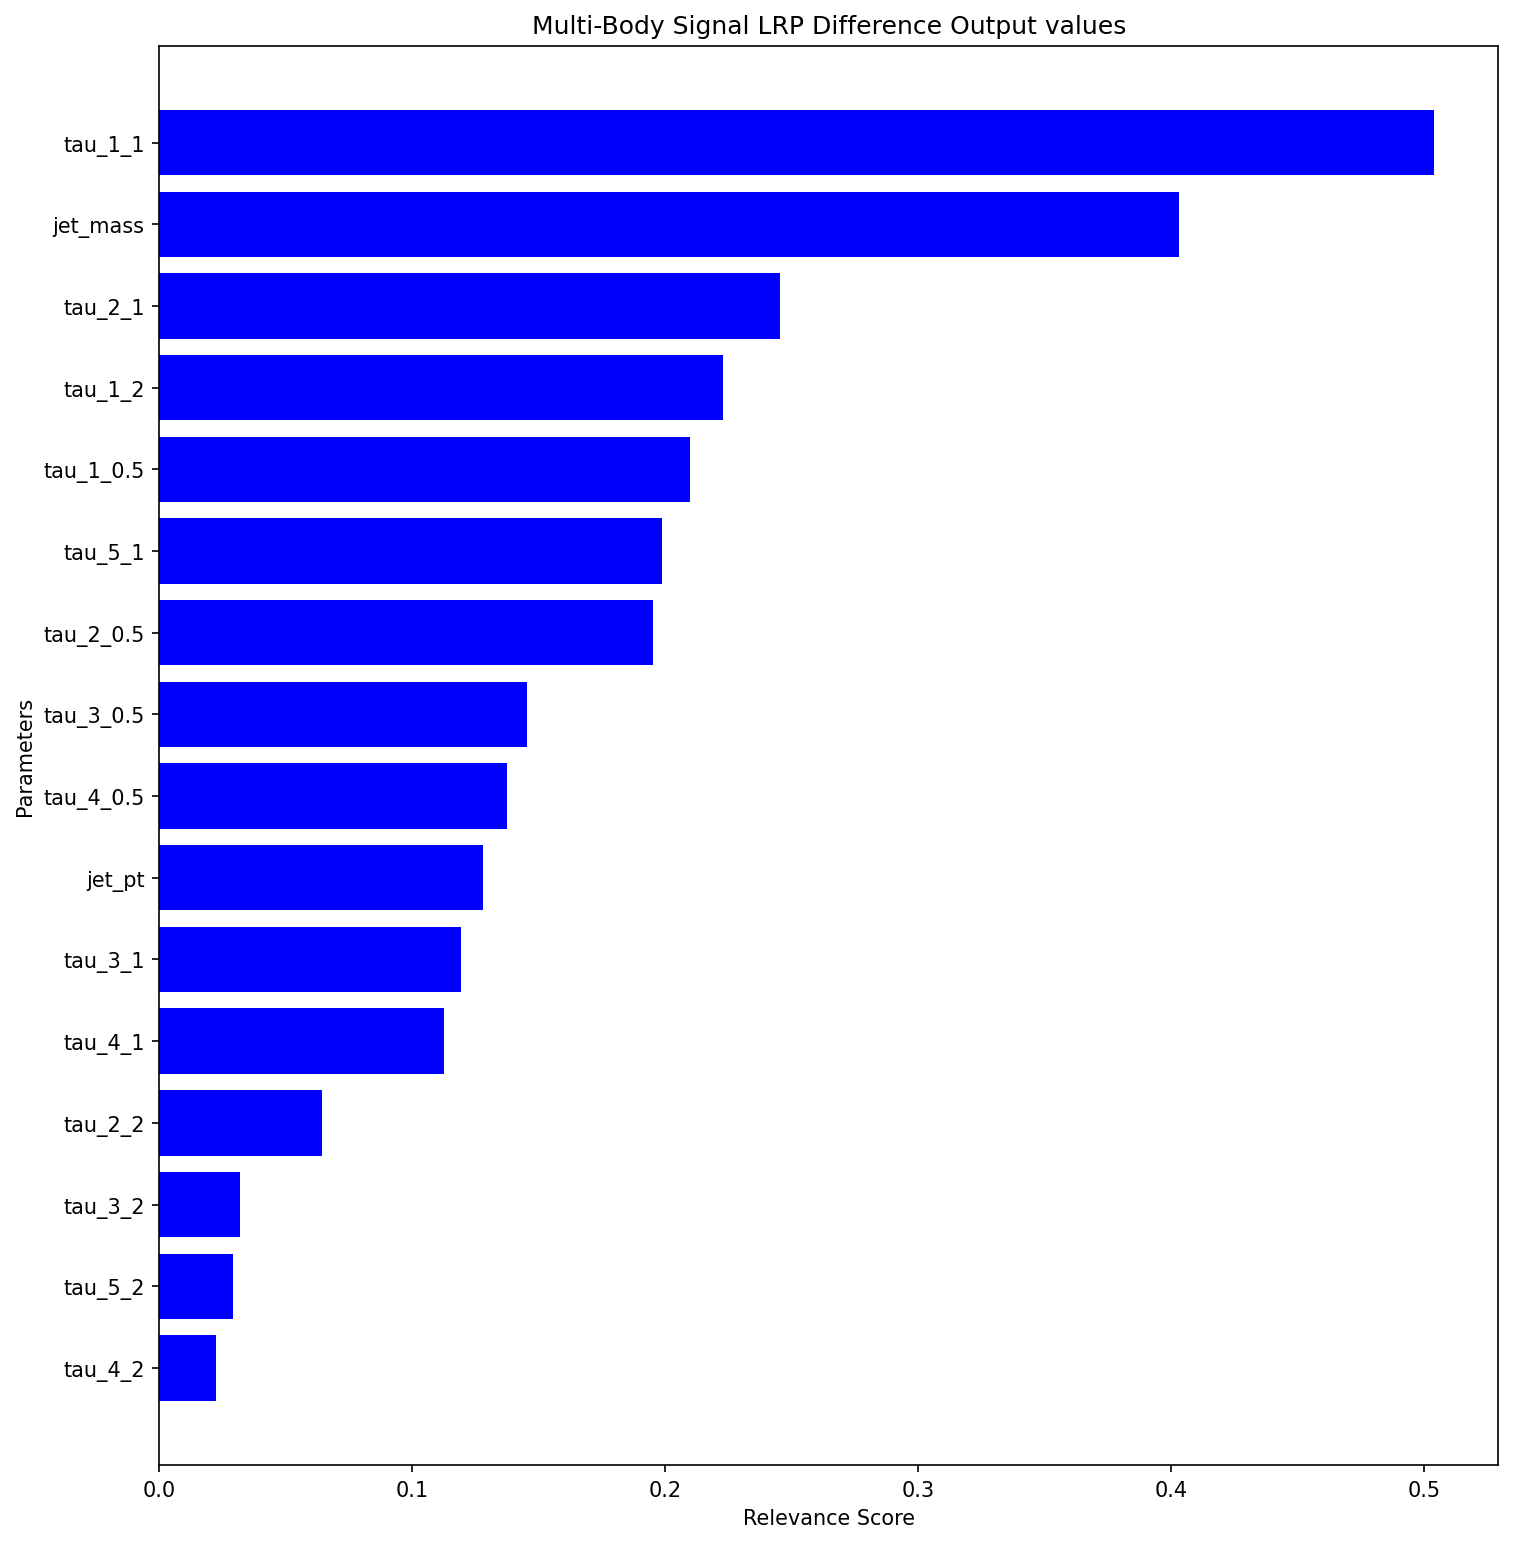 Multi-Body Signal LRP Difference Output values
tau_1_1
jet_mass
tau_2_1
tau_1_2
tau_1_0.5
tau_5_1
tau_2_0.5
tau_3_0.5
tau_4_0.5
jet_pt
tau_3_1
tau_4_1
tau_2_2
tau_3_2
tau_5_2
tau_4_2
Parameters
0.0 0.1 0.2 0.3 0.4 0.5
Relevance Score